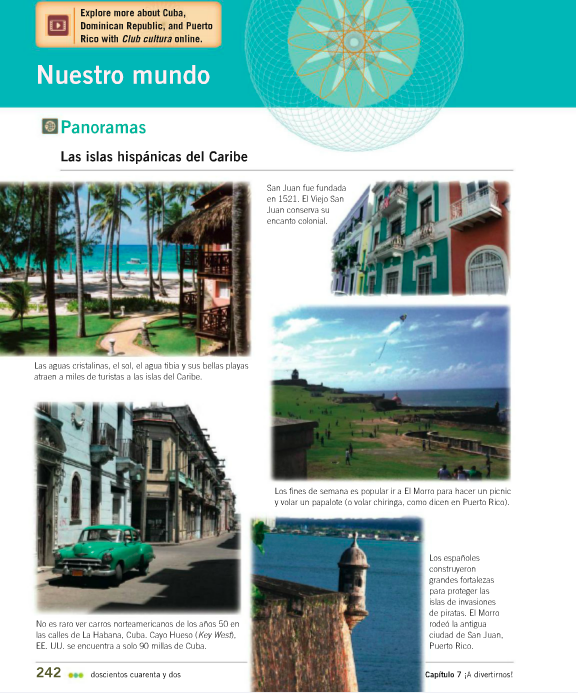 Explore more about Cuba,
Dominican Republic, and Puerto
Rico with Club cultura online.
Nuestro mundo
Panoramas
Las islas hispánicas del Caribe
San Juan fue fundada
en 1521. El Viejo San
Juan conserva su
encanto colonial.
Las aguas cristalinas, el sol, el agua tibia y sus bellas playas
atraen a miles de turistas a las islas del Caribe.
Los fines de semana es popular ir a El Morro para hacer un picnic
y volar un papalote (o volar chiringa, como dicen en Puerto Rico).
No es raro ver carros norteamericanos de los años 50 en
las calles de La Habana, Cuba. Cayo Hueso (Key West),
EE. UU. se encuentra a solo 90 millas de Cuba.
Los españoles
construyeron
grandes fortalezas
para proteger las
islas de invasiones
de piratas. El Morro
rodeó la antigua
ciudad de San Juan,
Puerto Rico.
242 doscientos cuarenta y dos
Capítulo 7 ¡A divertirnos!